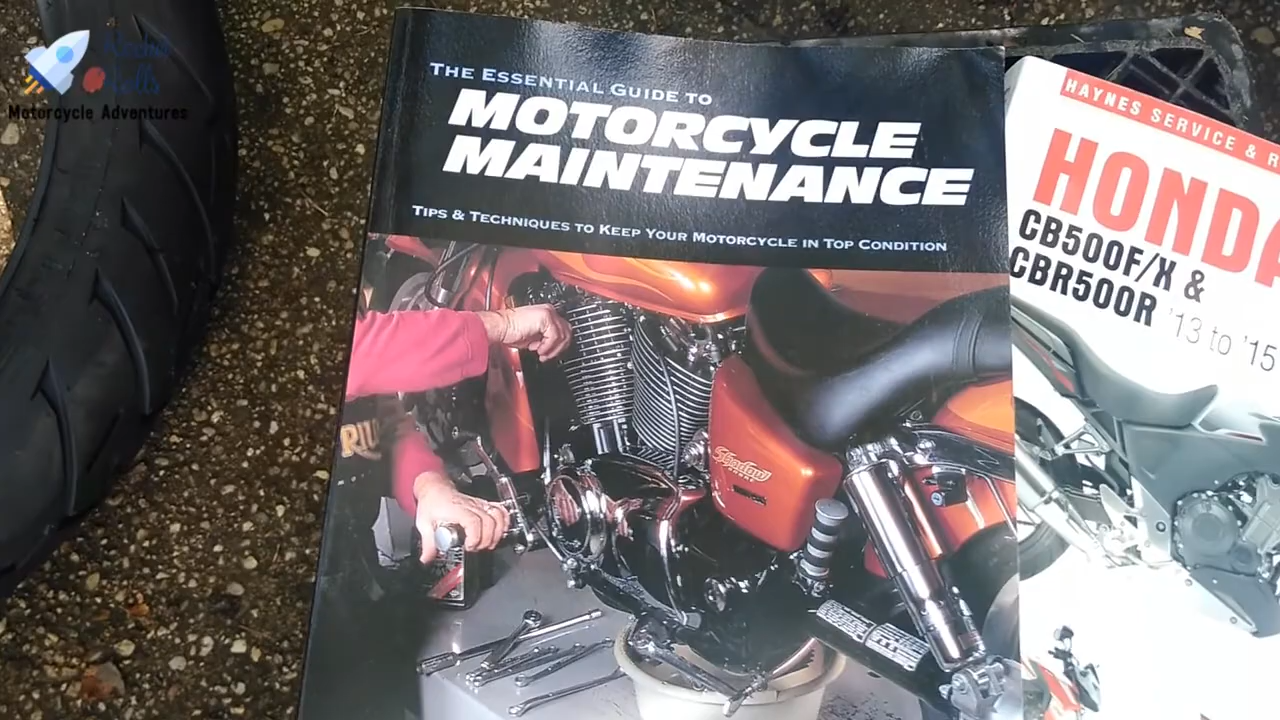 Rolls
Motorcycle Adventures
THE ESSENTIAL GUIDE TO
MOTORCYCLE
MAINTENANCE
TIPS & TECHNIQUES TO KEEP YOUR MOTORCYCLE IN TOP CONDITION
Shadow
HAYNES SERVICE & R
HONDA
CB500F/X &
CBR500R '13 to '15